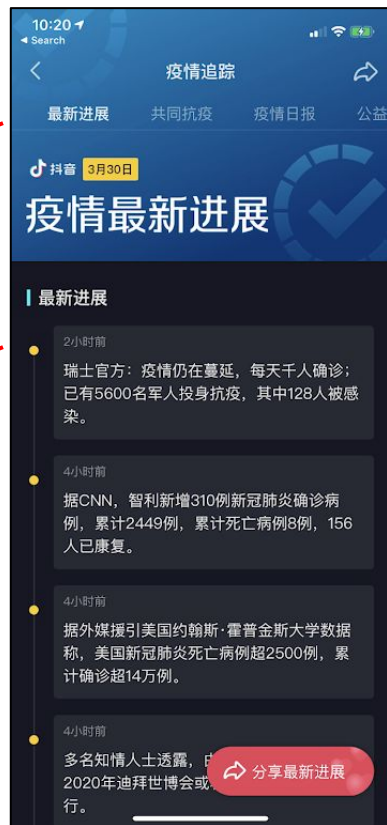 10:20
Search
疫情追踪
最新进展 共同抗疫 疫情日报 公益
抖音 3月30日
疫情最新进展
最新进展
2小时前
瑞士官方：疫情仍在蔓延，每天千人确诊；
已有5600名军人投身抗疫，其中128人被感
染。
4小时前
据CNN，智利新增310例新冠肺炎确诊病
例，累计2449例，累计死亡病例8例，156
人已康复。
4小时前
据外媒援引美国约翰斯·霍普金斯大学数据
称，美国新冠肺炎死亡病例超2500例，累
计确诊超14万例。
4小时前
多名知情人士透露，
2020年迪拜世博会或
行。
分享最新进展